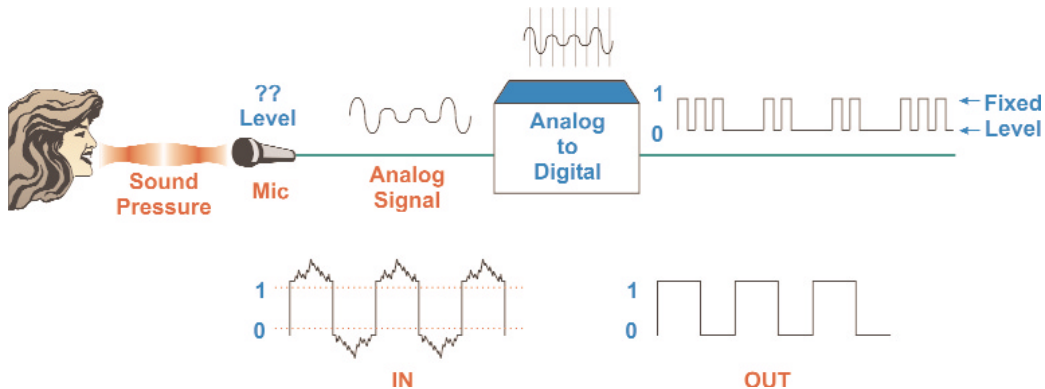 ??
Level
Sound
Pressure
Mic
Analog
Signal
Analog
to
Digital
1
0
Fixed
Level
1
0
IN
1
0
OUT